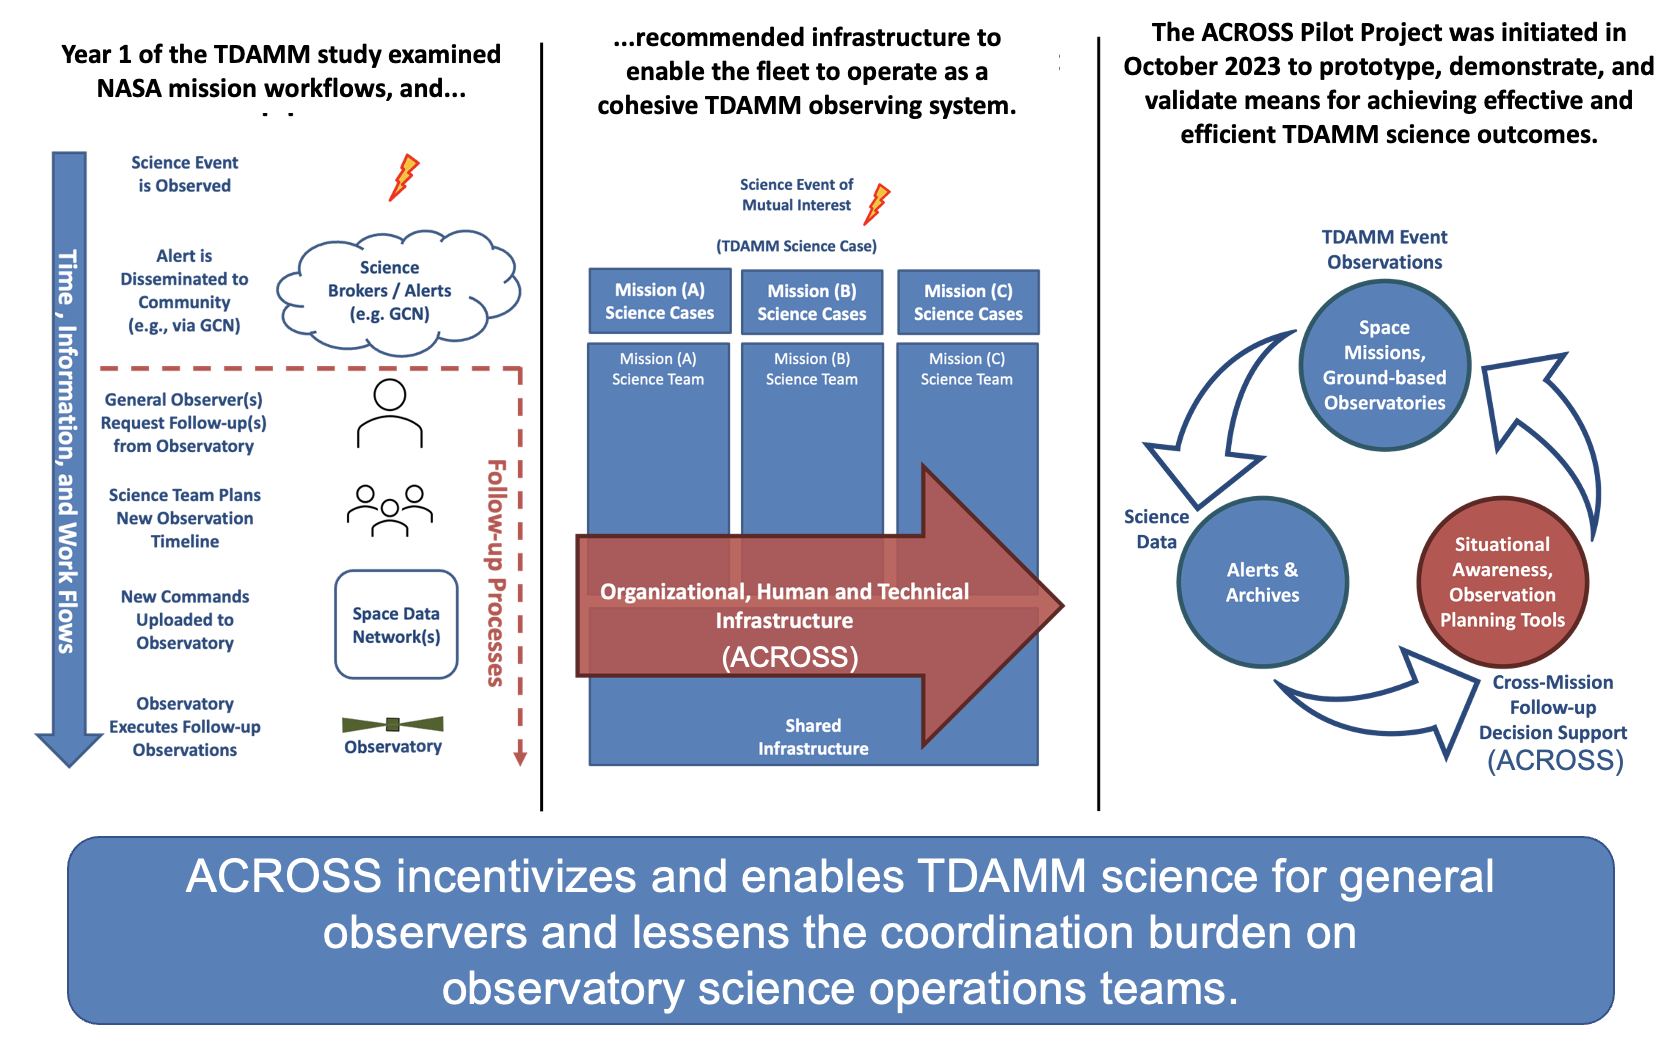 Year 1 of the TDAMM study examined
NASA mission workflows, and...
Time , Information, and Work Flows
Science Event
is Observed
Alert is
Disseminated to
Community
(e.g., via GCN)
Science
Brokers / Alerts
(e.g. GCN)
General Observer(s)
Request Follow-up(s)
from Observatory
Science Team Plans
New Observation
Timeline
New Commands
Uploaded to
Observatory
Space Data
Network(s)
Observatory
Executes Follow-up
Observations
Observatory
Follow-up Processes
...recommended infrastructure to
enable the fleet to operate as a
cohesive TDAMM observing system.
Science Event of
Mutual Interest
(TDAMM Science Case)
Mission (A)
Science Cases
Mission (B)
Science Cases
Mission (C)
Science Cases
Mission (A)
Science Team
Mission (B)
Science Team
Mission (C)
Science Team
Organizational, Human and Technical
Infrastructure
(ACROSS)
Shared
Infrastructure
The ACROSS Pilot Project was initiated in
October 2023 to prototype, demonstrate, and
validate means for achieving effective and
efficient TDAMM science outcomes.
TDAMM Event
Observations
Space
Missions,
Ground-based
Observatories
Science
Data
Alerts &
Archives
Situational
Awareness,
Observation
Planning Tools
Cross-Mission
Follow-up
Decision Support
(ACROSS)
ACROSS incentivizes and enables TDAMM science for general
observers and lessens the coordination burden on
observatory science operations teams.